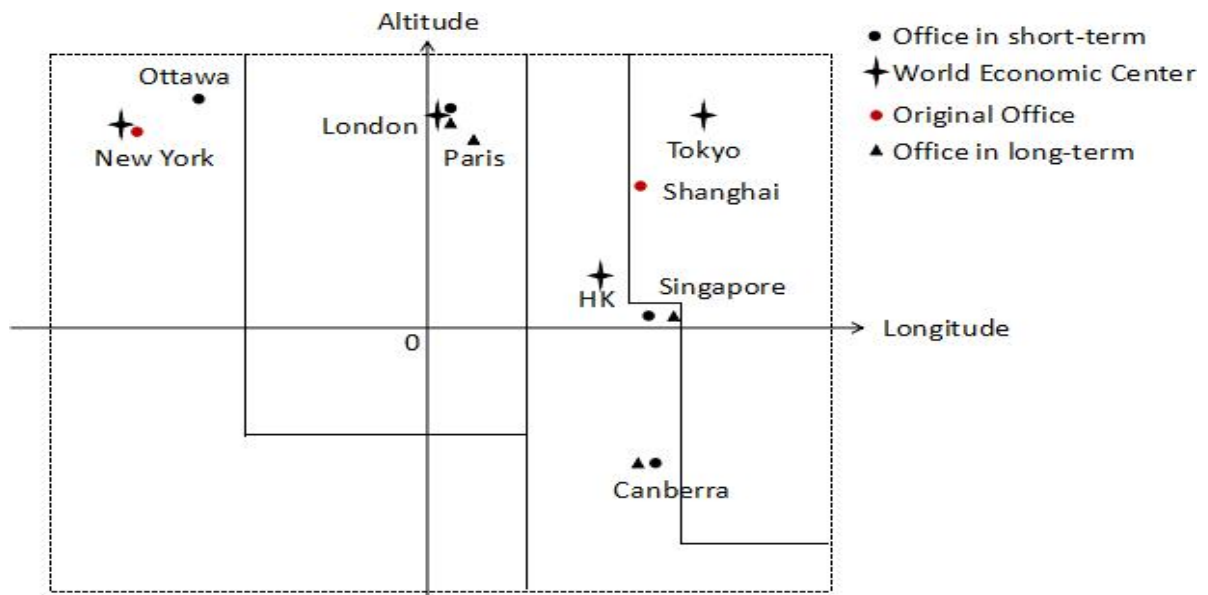 Altitude
Office in short-term
World Economic Center
Original Office
Office in long-term
Ottawa
London
New York
Paris
Tokyo
Shanghai
Singapore
HK
0
Longitude
Canberra